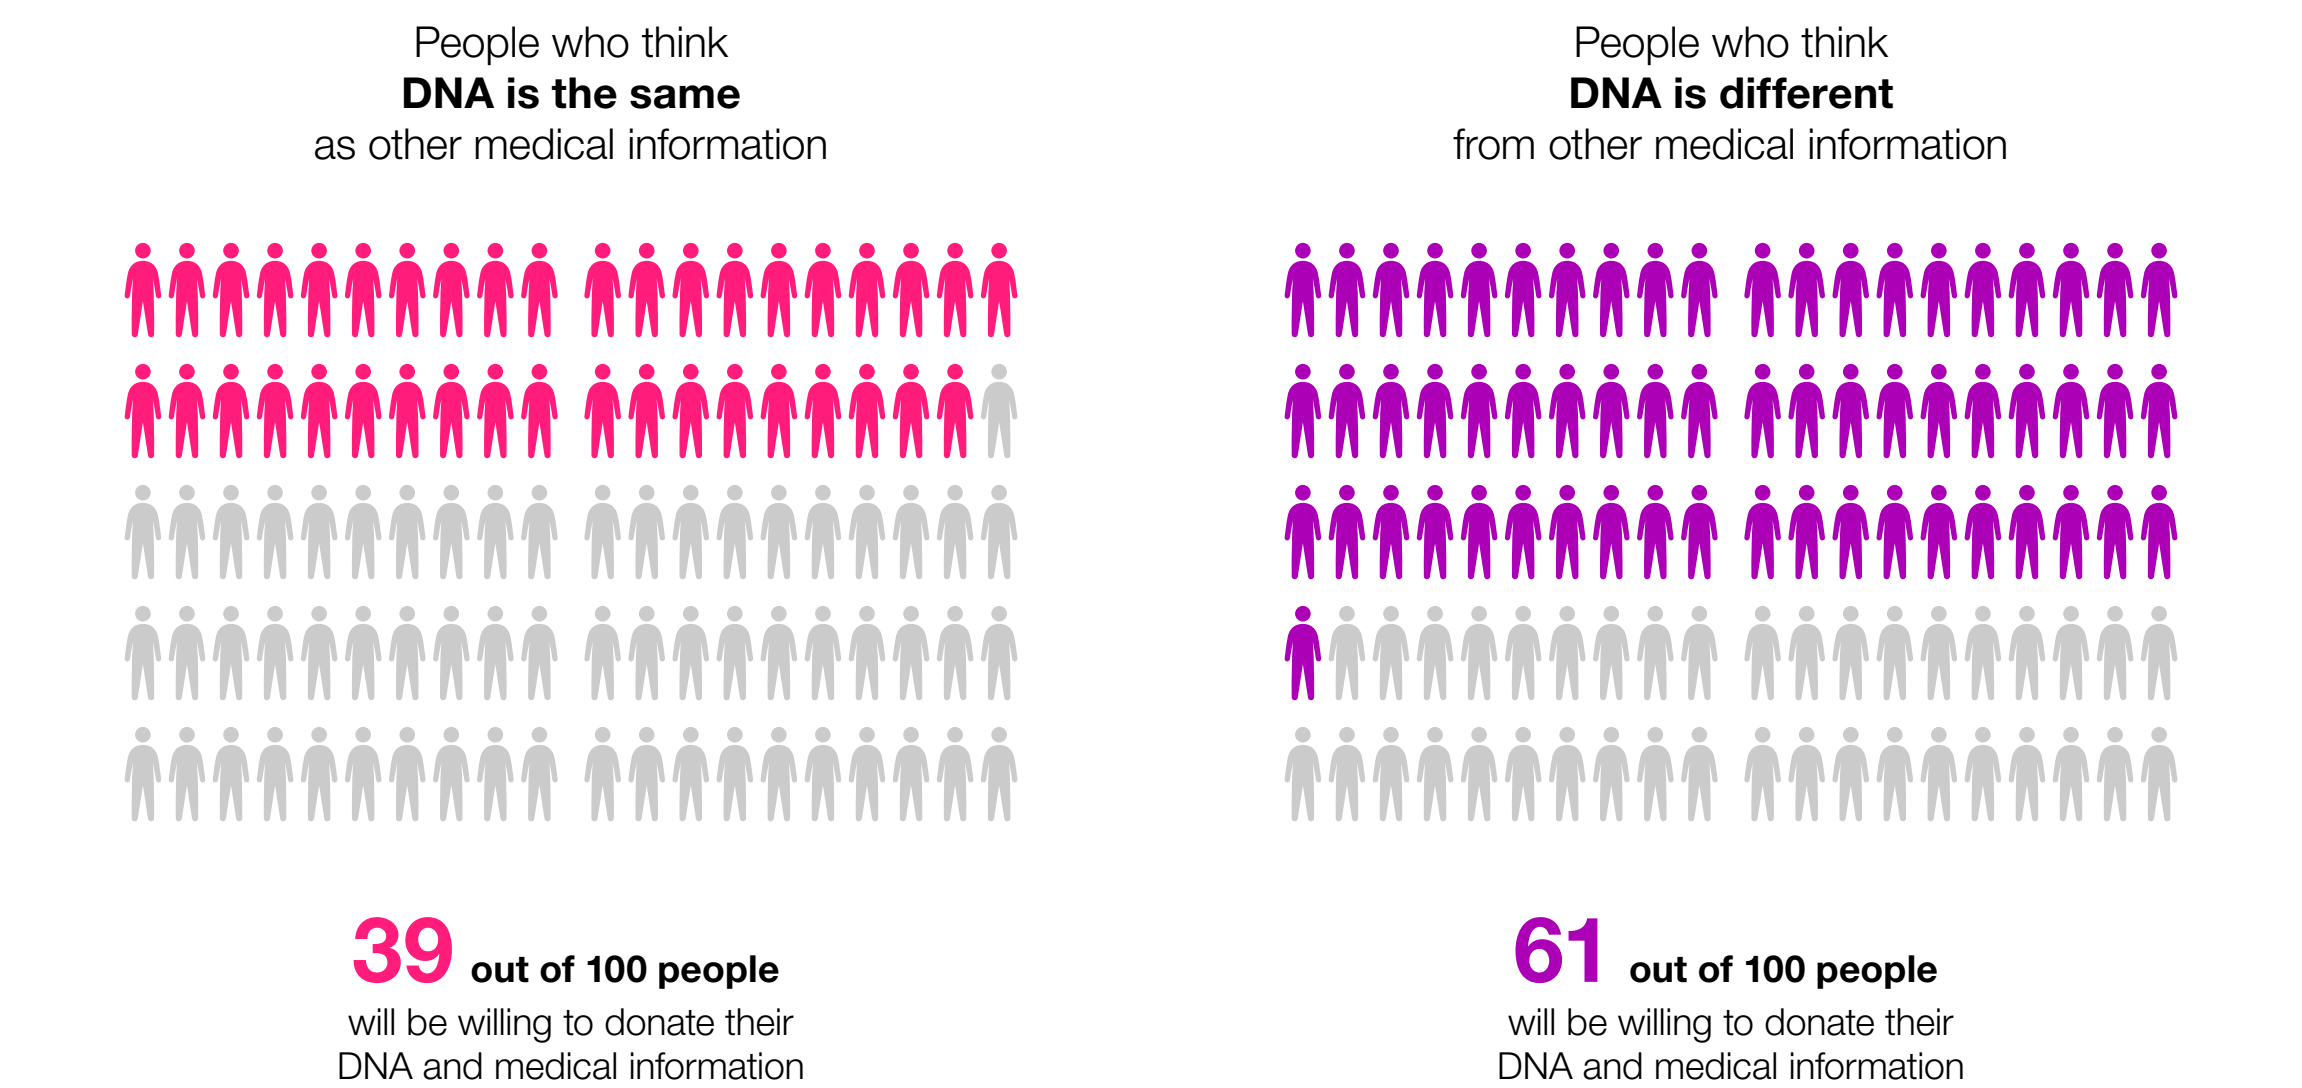 People who think
DNA is the same
as other medical information
People who think
DNA is different
from other medical information
39 out of 100 people
will be willing to donate their
DNA and medical information
61 out of 100 people
will be willing to donate their
DNA and medical information